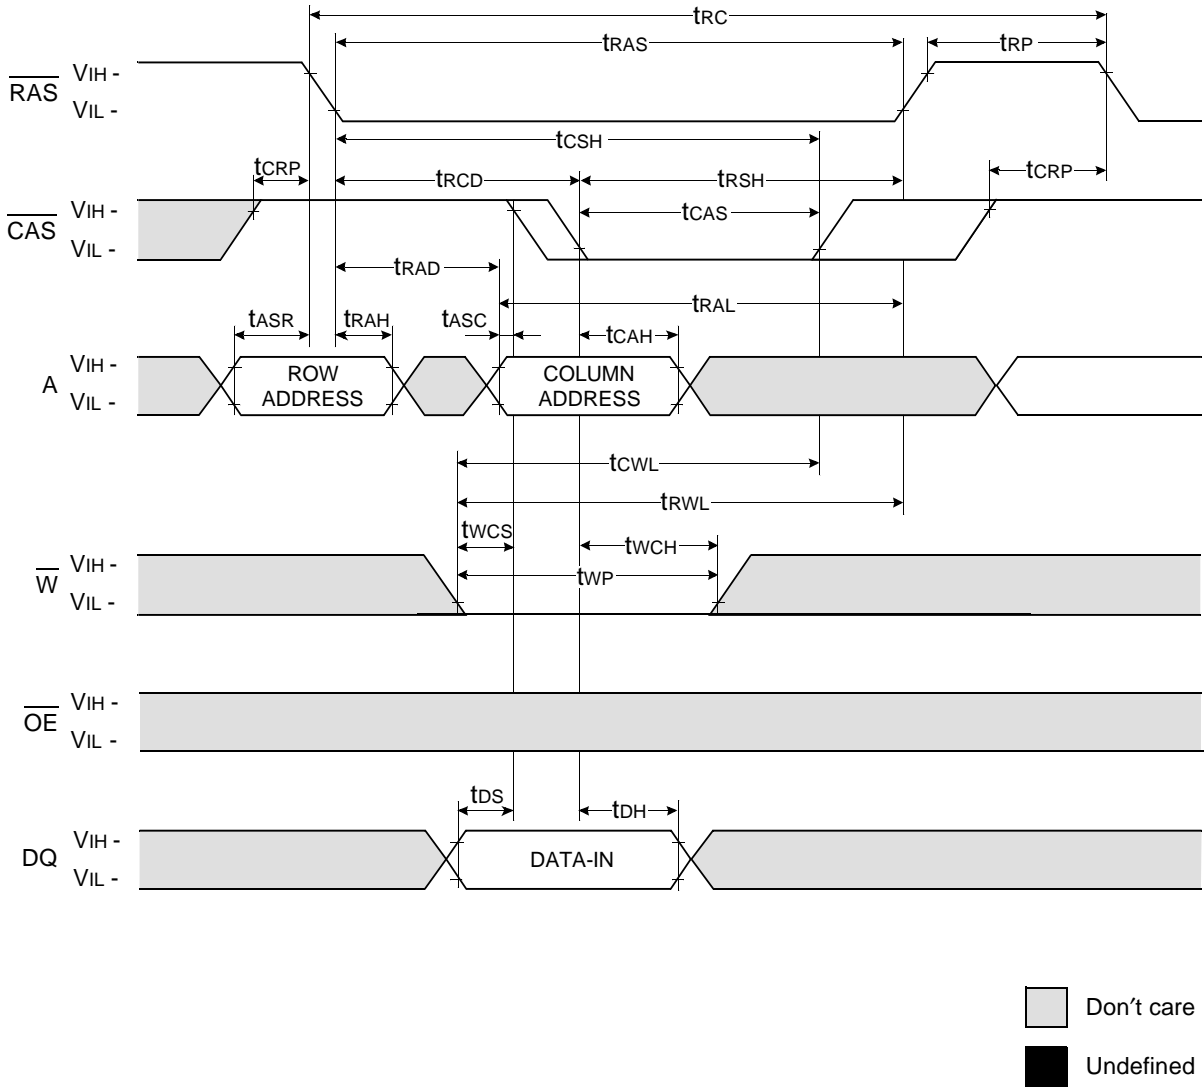 tRC
tRAS
tRP
RAS
VIH -
VIL -
tCSH
tCRP
tRCD
tRSH
tCRP
CAS
VIH -
VIL -
tCAS
tRAD
tRAL
tASR
tRAH
tASC
tCAH
A
VIH -
VIL -
ROW
ADDRESS
COLUMN
ADDRESS
tCWL
tRWL
tWCS
tWCH
tWP
W
VIH -
VIL -
OE
VIH -
VIL -
tDS
tDH
DQ
VIH -
VIL -
DATA-IN
Don′t care
Undefined